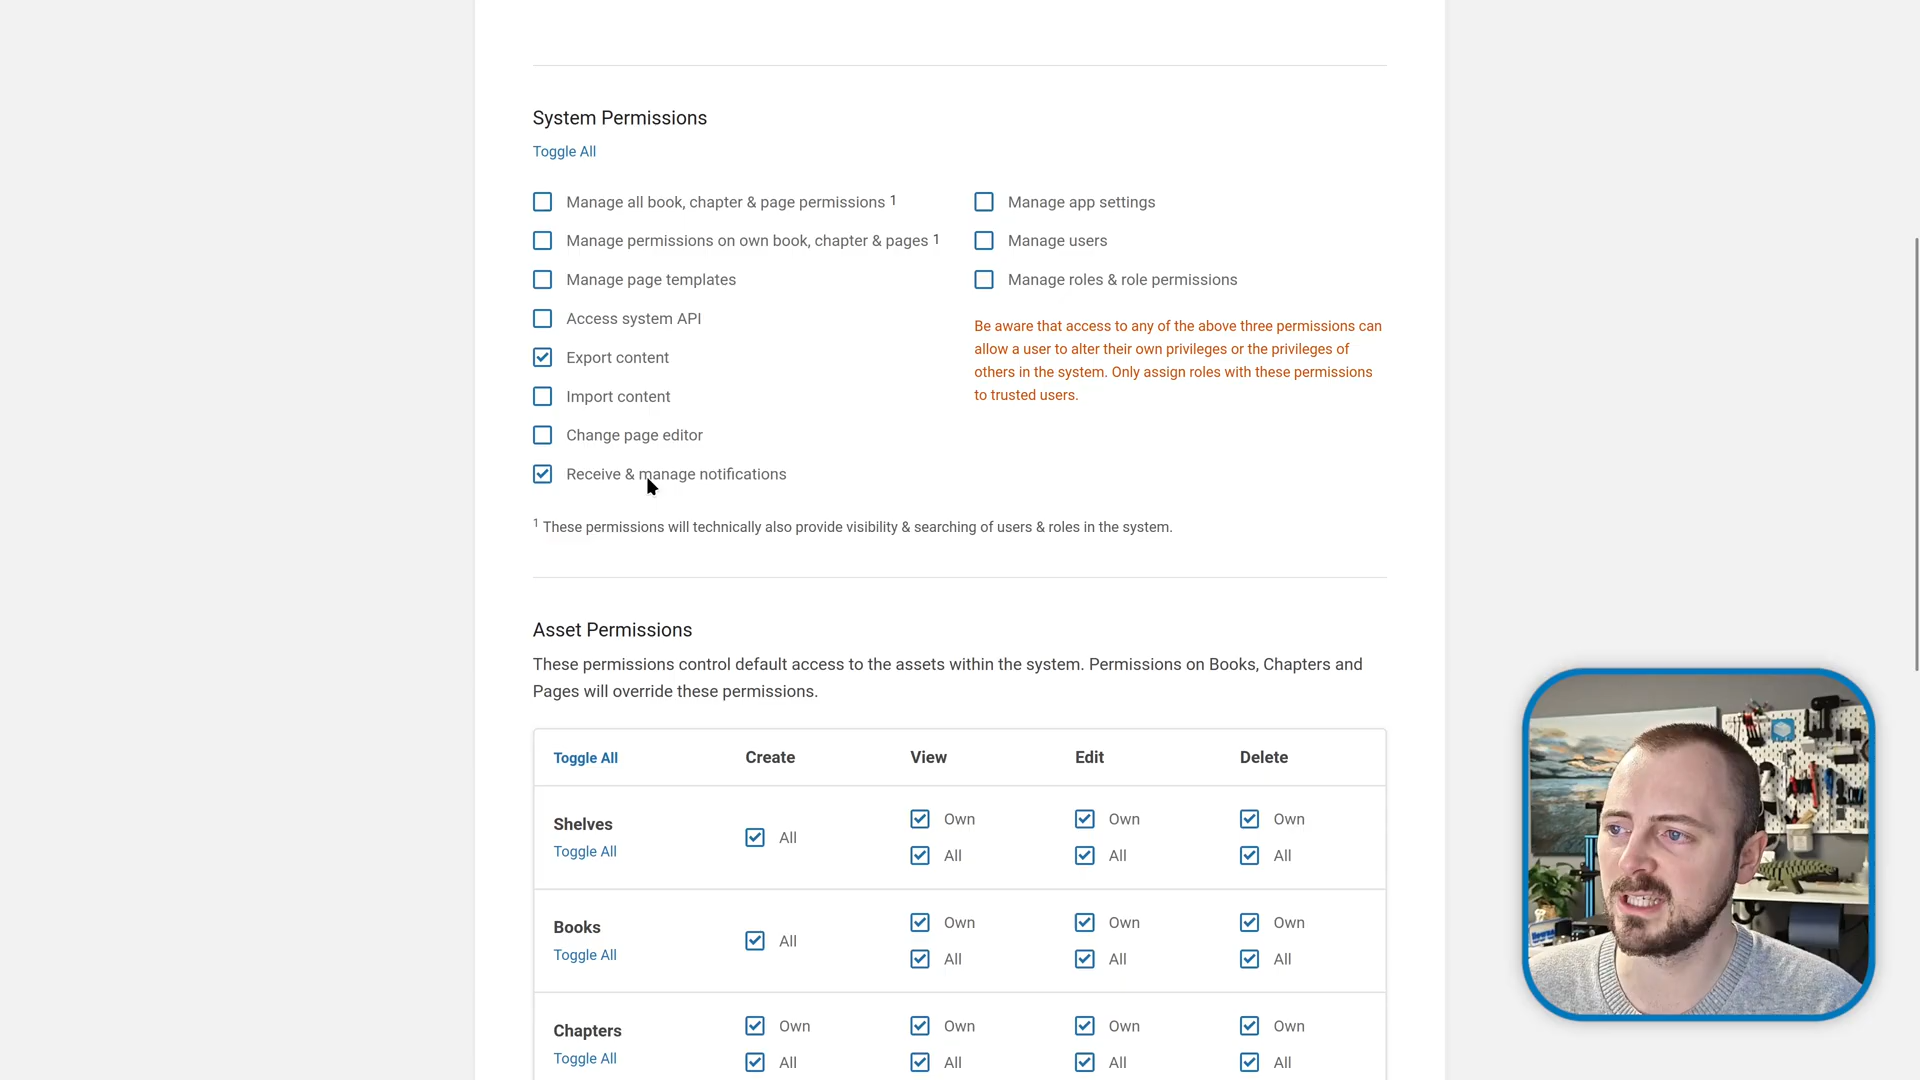 System Permissions
Toggle All
Manage all book, chapter & page permissions 1
Manage permissions on own book, chapter & pages 1
Manage page templates
Access system API
Export content
Import content
Change page editor
Receive & manage notifications
Manage app settings
Manage users
Manage roles & role permissions
Be aware that access to any of the above three permissions can
allow a user to alter their own privileges or the privileges of
others in the system. Only assign roles with these permissions
to trusted users.
1 These permissions will technically also provide visibility & searching of users & roles in the system.
Asset Permissions
These permissions control default access to the assets within the system. Permissions on Books, Chapters and
Pages will override these permissions.
Toggle All Create View Edit Delete
Shelves
Toggle All
All
Own
All
Own
All
Own
All
Books
Toggle All
All
Own
All
Own
All
Own
All
Chapters
Toggle All
Own
All
Own
All
Own
All
Own
All